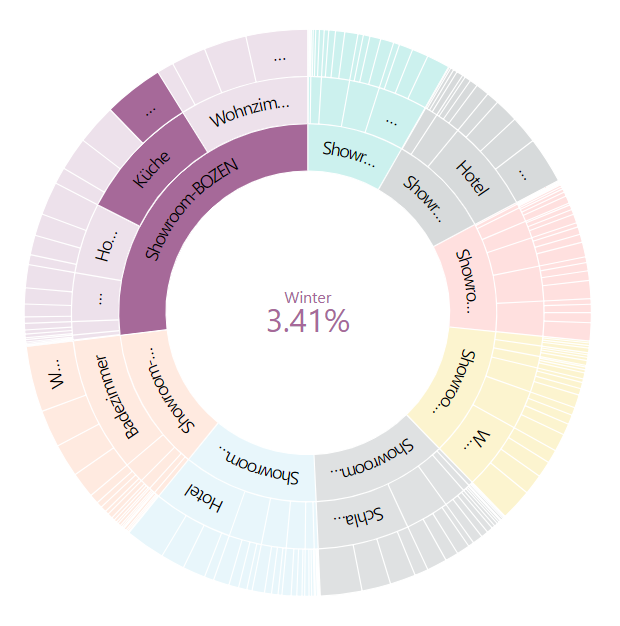 ...
Showr...
...
Showr...
Hotel
...
Showro...
Showroo...
W...
Showroom...
Schla...
Showroom...
Hotel
Showroom-...
Badezimmer
W...
...
Ho...
Showroom-BOZEN
Küche
...
Wohnzim...
Winter
3.41%